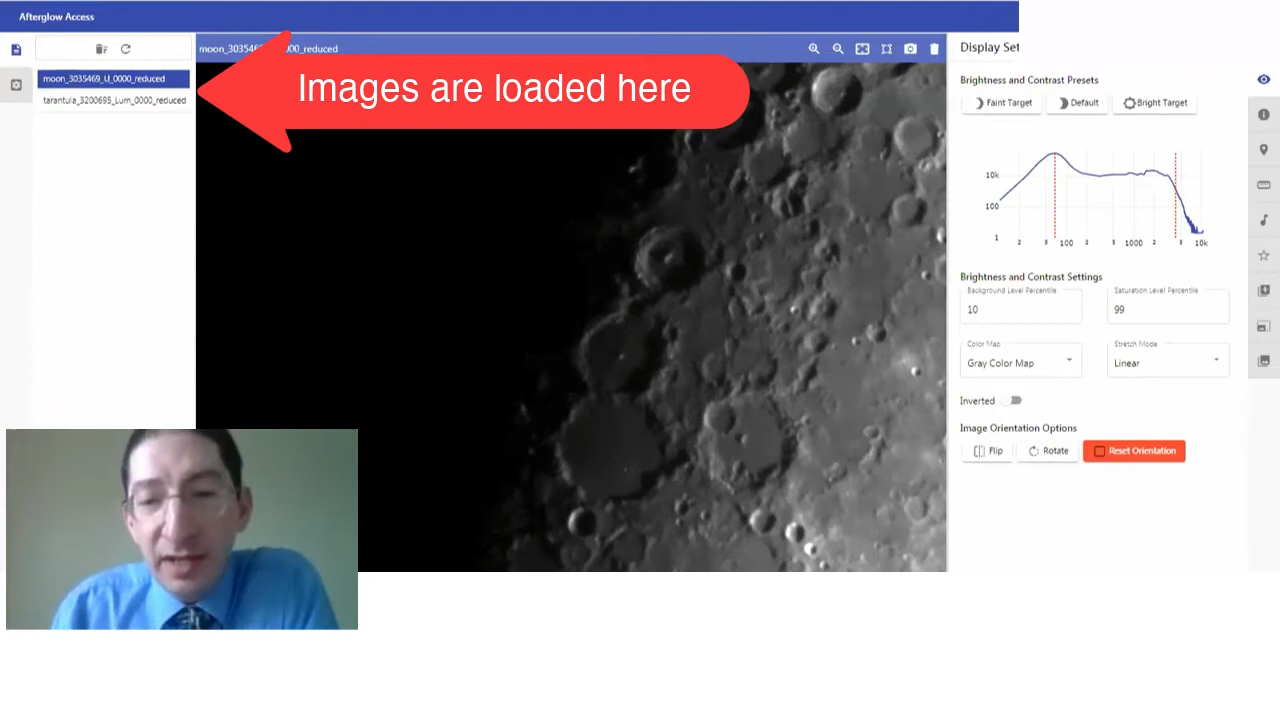 Afterglow Access
moon_3035469_U_0000_reduced
tarantula_3200695_Lum_0000_reduced
Images are loaded here
Display Set
Brightness and Contrast Presets
Faint Target
Default
Bright Target
10k
100
1
2
100
2
1000
2
10k
Brightness and Contrast Settings
Background Level Percentile
Saturation Level Percentile
10
99
Color Map
Stretch Mode
Gray Color Map
Linear
Inverted
Image Orientation Options
Flip
Rotate
Reset Orientation